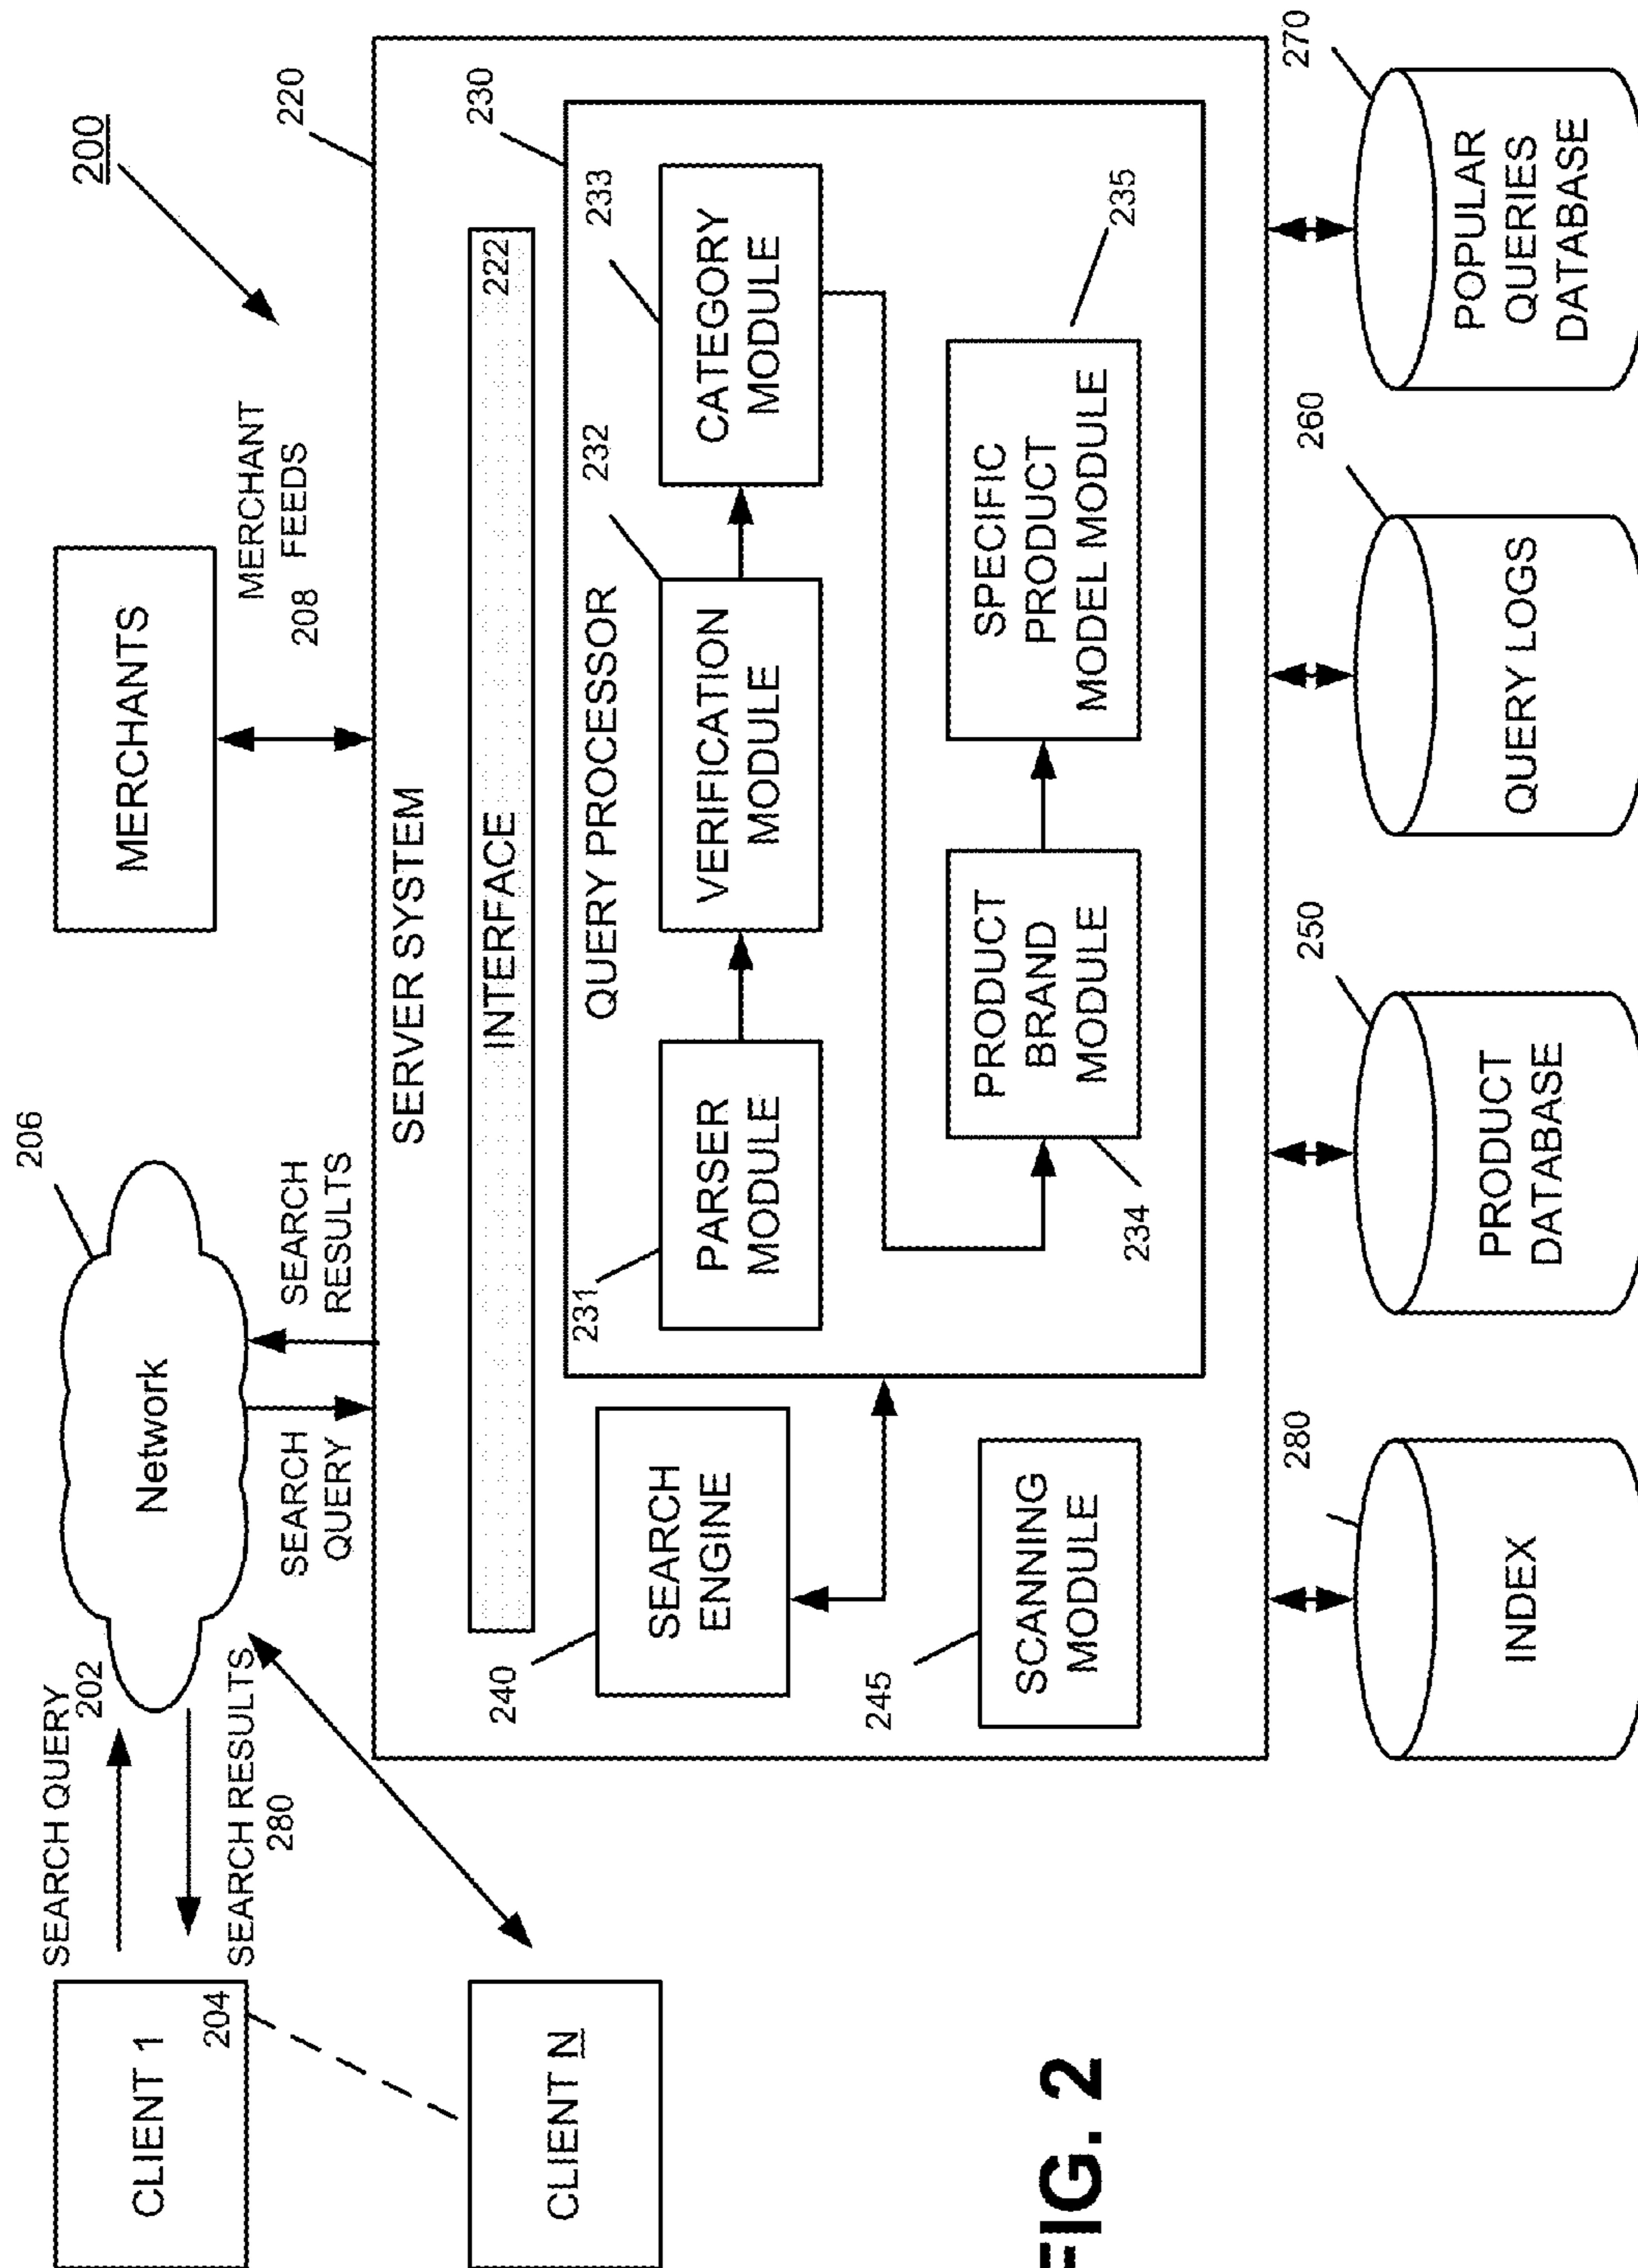 200
CLIENT 1
204
CLIENT N
SEARCH QUERY
202
SEARCH RESULTS
280
Network
206
SEARCH
QUERY
SEARCH
RESULTS
MERCHANTS
MERCHANT
FEEDS
208
220
SERVER SYSTEM
INTERFACE
222
230
QUERY PROCESSOR
231
PARSER
MODULE
232
VERIFICATION
MODULE
233
CATEGORY
MODULE
234
PRODUCT
BRAND
MODULE
235
SPECIFIC
PRODUCT
MODEL MODULE
240
SEARCH
ENGINE
245
SCANNING
MODULE
280
INDEX
250
PRODUCT
DATABASE
260
QUERY LOGS
270
POPULAR
QUERIES
DATABASE
FIG. 2